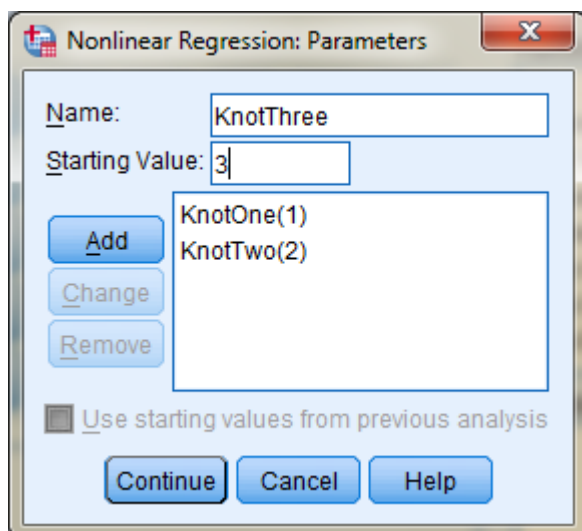 Nonlinear Regression: Parameters
Name: KnotThree
Starting Value: 3
KnotOne(1)
KnotTwo(2)
Add
Change
Remove
Use starting values from previous analysis
Continue Cancel Help